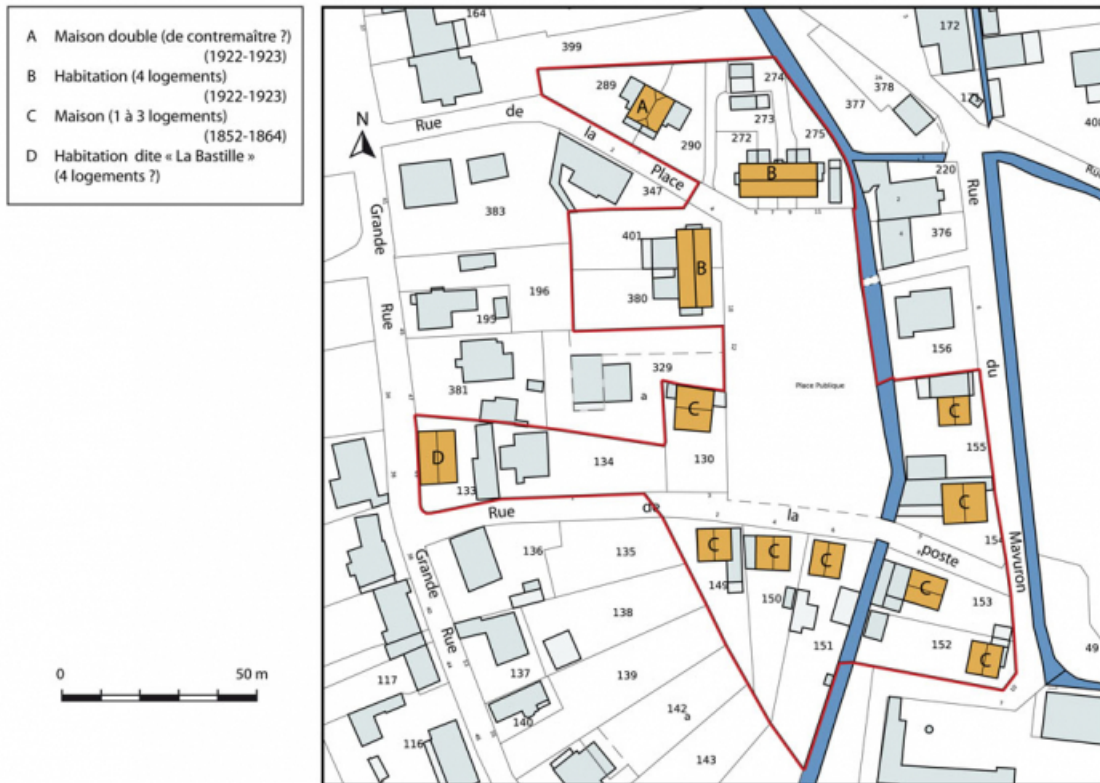 A Maison double (de contremaître ?)
(1922-1923)
B Habitation (4 logements)
(1922-1923)
C Maison (1 à 3 logements)
(1852-1864)
D Habitation dite « La Bastille »
(4 logements ?)
0 50 m
N
164
399
172
289
A
274
378
377
273
275
272
B
290
Rue de la Place
347
220
376
Rue du Mavuron
383
401
B
380
196
199
156
Grande Rue
329
381
a
C
Place Publique
C
155
D
133
134
130
C
154
Rue de la poste
136
135
C
149
C
150
C
151
C
153
152
C
138
137
139
140
142
a
143
117
116
Grande Rue
49
400